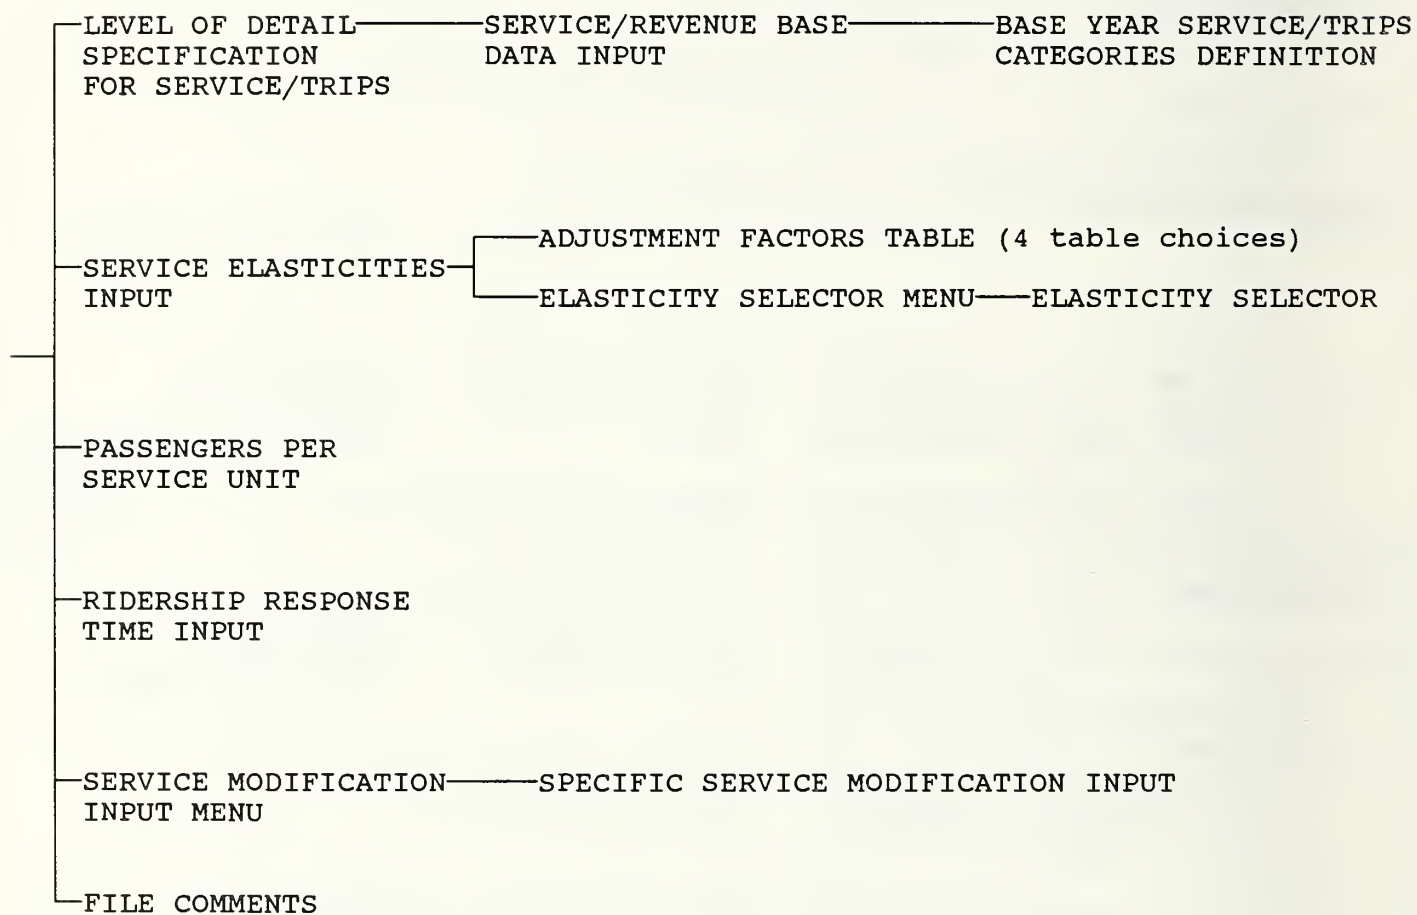 LEVEL OF DETAIL SPECIFICATION FOR SERVICE/TRIPS
SERVICE/REVENUE BASE DATA INPUT
BASE YEAR SERVICE/TRIPS CATEGORIES DEFINITION
SERVICE ELASTICITIES INPUT
ADJUSTMENT FACTORS TABLE (4 table choices)
ELASTICITY SELECTOR MENU
ELASTICITY SELECTOR
PASSENGERS PER SERVICE UNIT
RIDERSHIP RESPONSE TIME INPUT
SERVICE MODIFICATION INPUT MENU
SPECIFIC SERVICE MODIFICATION INPUT
FILE COMMENTS